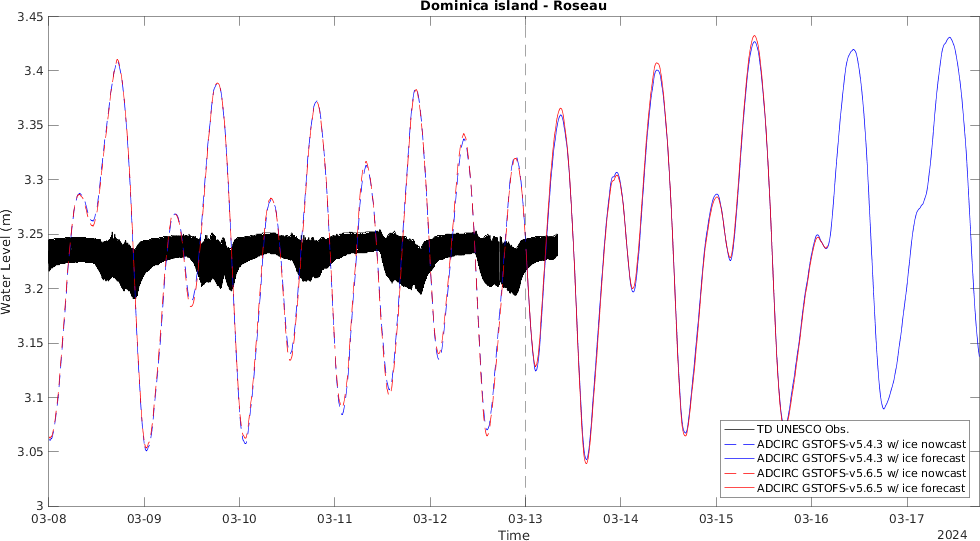 Dominica island - Roseau
3.45
3.4
3.35
3.3
3.25
3.2
3.15
3.1
3.05
3
Water Level (m)
03-08 03-09 03-10 03-11 03-12 03-13 03-14 03-15 03-16 03-17
Time
2024
TD UNESCO Obs.
ADCIRC GSTOFS-v5.4.3 w/ ice nowcast
ADCIRC GSTOFS-v5.4.3 w/ ice forecast
ADCIRC GSTOFS-v5.6.5 w/ ice nowcast
ADCIRC GSTOFS-v5.6.5 w/ ice forecast